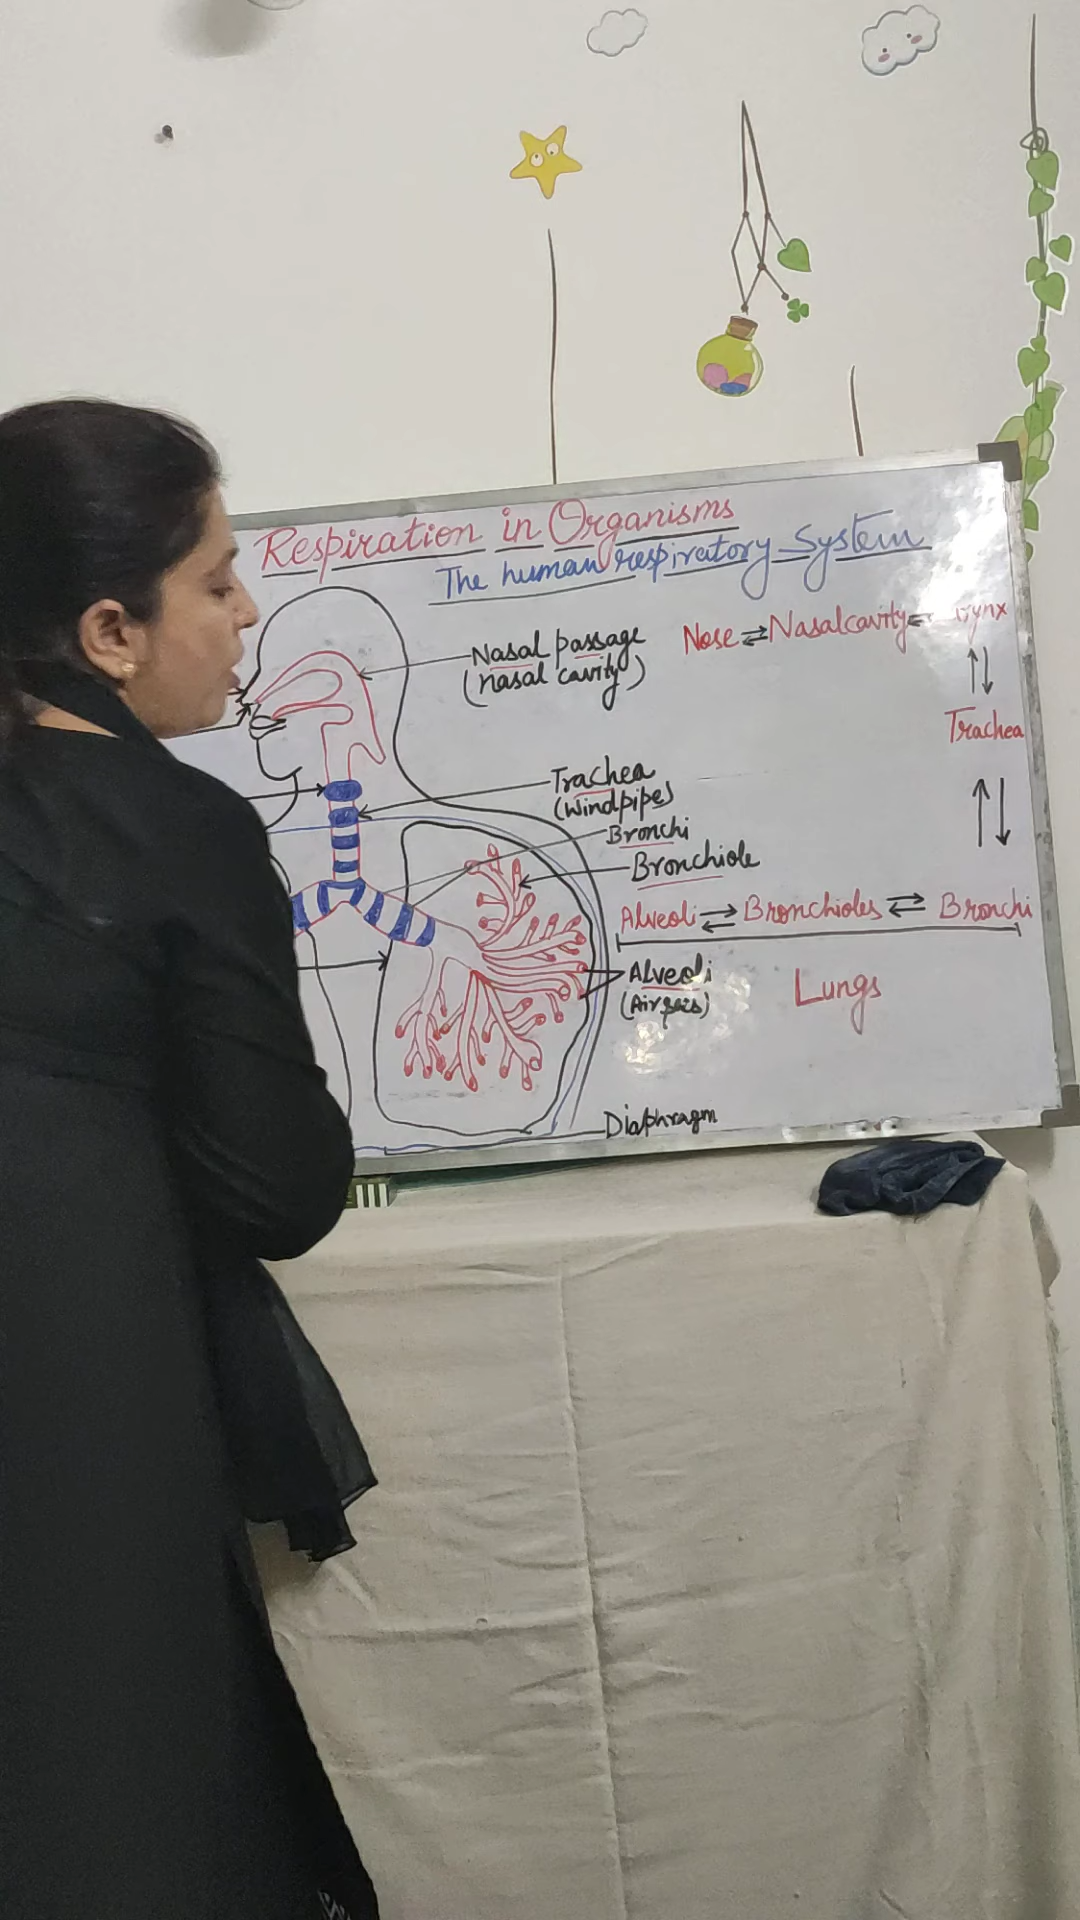 Respiration in Organisms
The human respiratory System
Nasal passage
(nasal cavity)
Nose ⇌ Nasalcavity
Trachea
(Windpipe)
Trachea
Bronchi
Bronchiole
Alveoli ⇌ Bronchioles ⇌ Bronchi
Alveoli
Lungs
Diaphragm